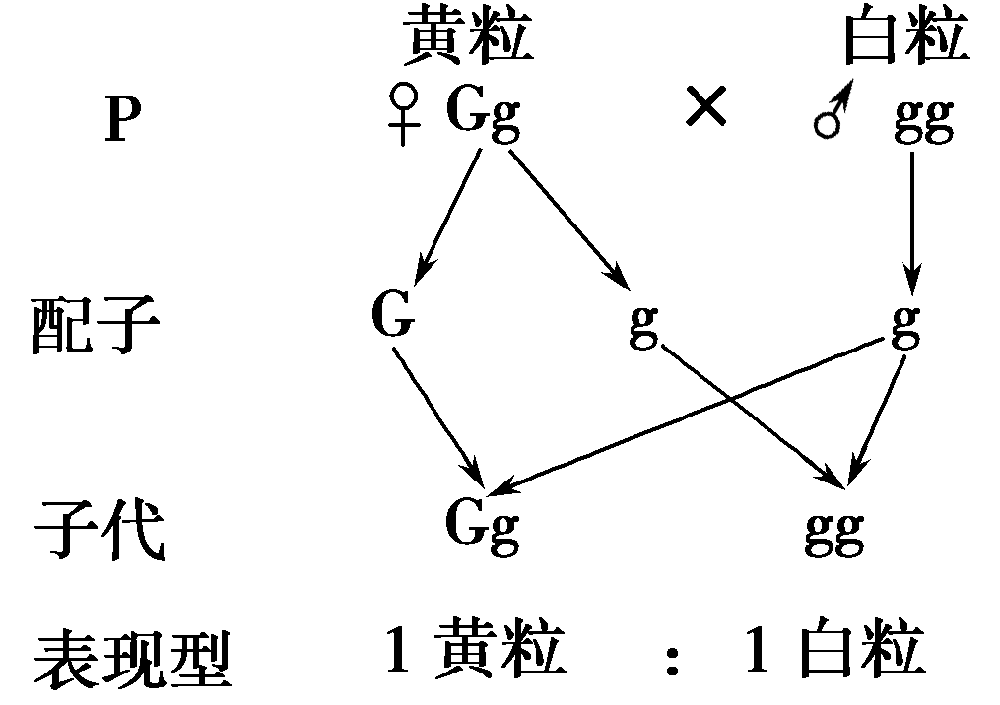 黄粒 白粒
P ♀ Gg × ♂ gg
配子 G g g
子代 Gg gg
表现型 1 黄粒 : 1 白粒